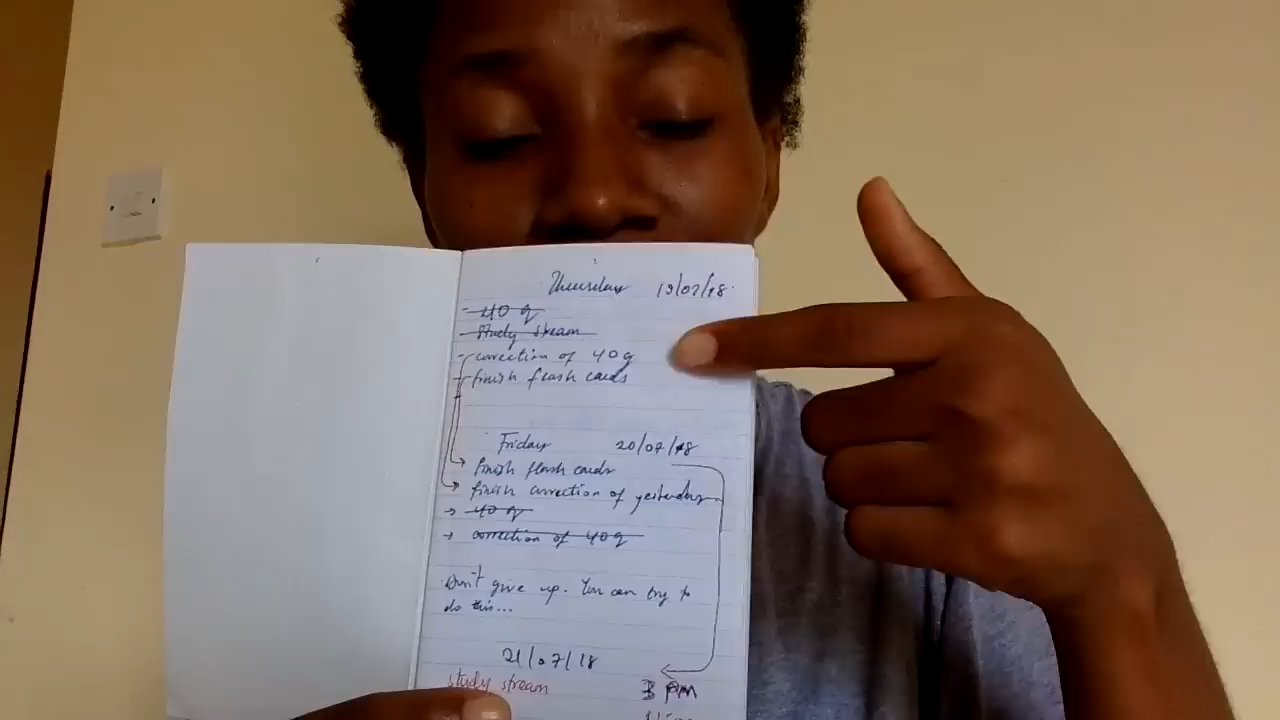 Thursday 19/07/18
- 40 q
- Study stream
- correction of 40q
- finish flash cards
Friday 20/07/18
finish flash cards
finish correction of yesterday
→ 40 q
→ correction of 40q
Don't give up. You can try to
do this...
21/07/18
study stream 3 PM